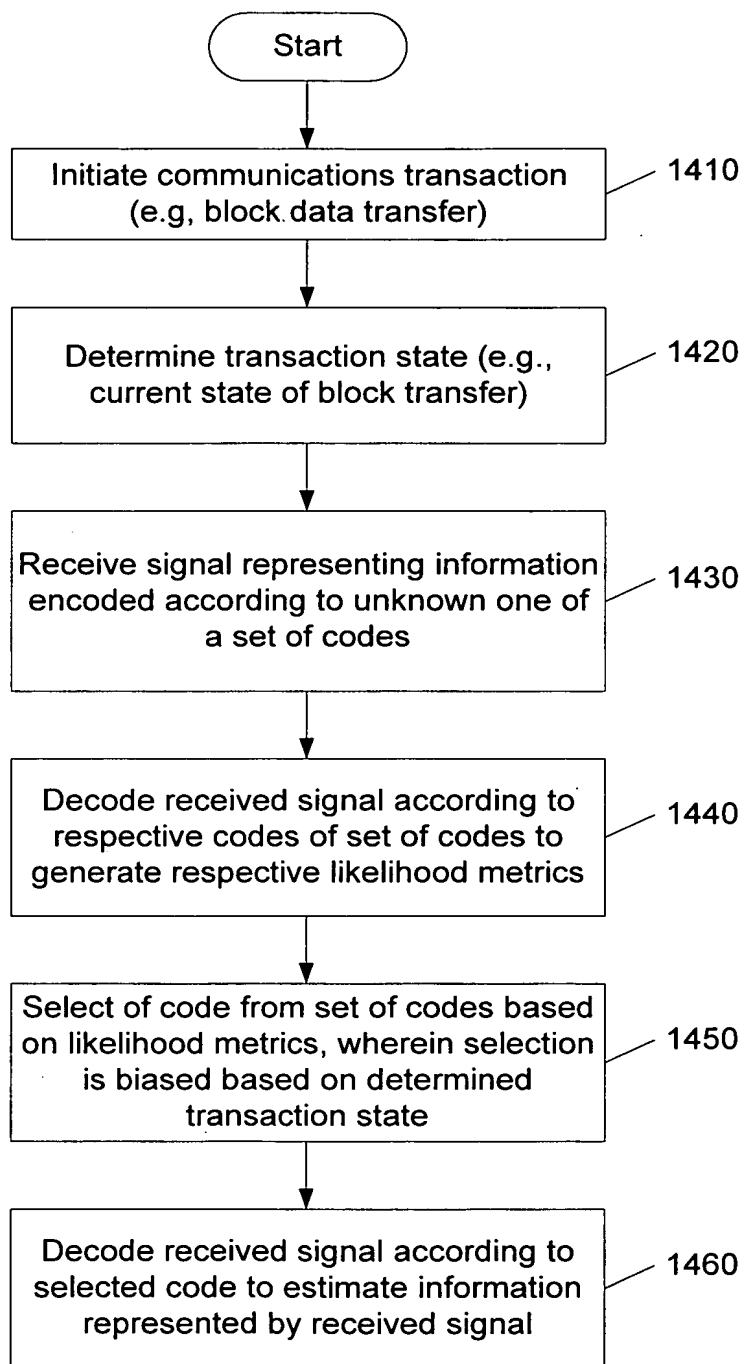 Start
Initiate communications transaction
(e.g, block data transfer)
1410
Determine transaction state (e.g.,
current state of block transfer)
1420
Receive signal representing information
encoded according to unknown one of
a set of codes
1430
Decode received signal according to
respective codes of set of codes to
generate respective likelihood metrics
1440
Select of code from set of codes based
on likelihood metrics, wherein selection
is biased based on determined
transaction state
1450
Decode received signal according to
selected code to estimate information
represented by received signal
1460